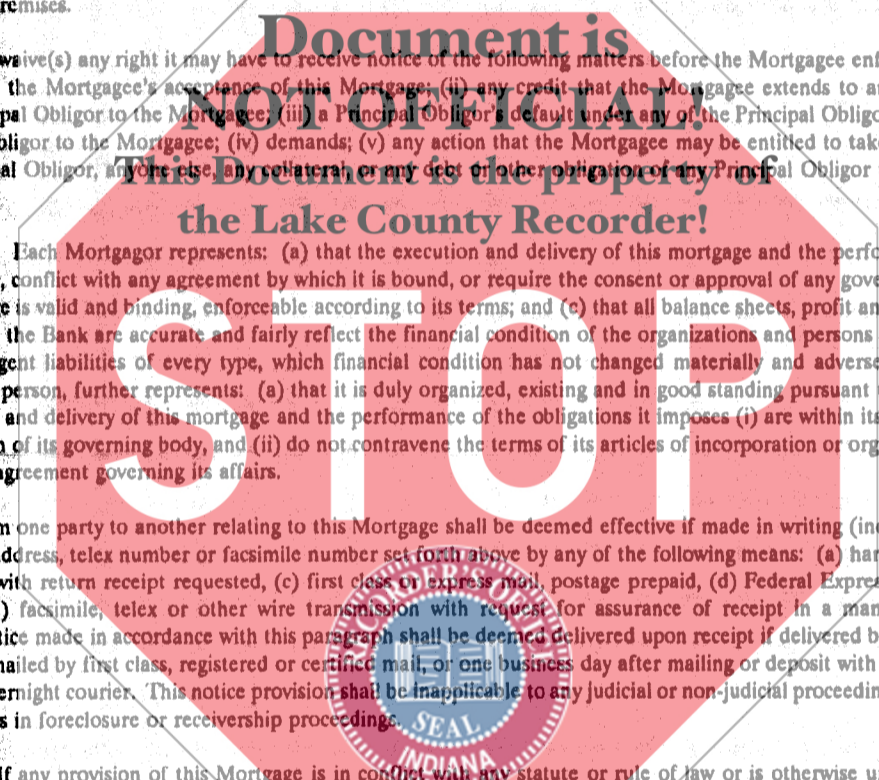 remises.
Document is
waive(s) any right it may have to receive notice of the following matters before the Mortgagee enf
the Mortgagee's acceptance of this Mortgage; (ii) any credit that the Mortgagee extends to a
NOT OFFICIAL!
pal Obligor to the Mortgagee; (iii) a Principal Obligor's default under any of the Principal Obligo
bligor to the Mortgagee; (iv) demands; (v) any action that the Mortgagee may be entitled to tak
al Obligor, anyone else, any collateral, or any debt or other obligation of any Principal Obligor
This Document is the property of
the Lake County Recorder!
Each Mortgagor represents: (a) that the execution and delivery of this mortgage and the perfo
, conflict with any agreement by which it is bound, or require the consent or approval of any gove
e is valid and binding, enforceable according to its terms; and (c) that all balance sheets, profit an
the Bank are accurate and fairly reflect the financial condition of the organizations and persons
gent liabilities of every type, which financial condition has not changed materially and adverse
person, further represents: (a) that it is duly organized, existing and in good standing pursuant
and delivery of this mortgage and the performance of the obligations it imposes (i) are within its
n of its governing body, and (ii) do not contravene the terms of its articles of incorporation or org
agreement governing its affairs.
STOP
m one party to another relating to this Mortgage shall be deemed effective if made in writing (in
ddress, telex number or facsimile number set forth above by any of the following means: (a) han
with return receipt requested, (c) first class or express mail, postage prepaid, (d) Federal Expre
) facsimile, telex or other wire transmission with request for assurance of receipt in a man
tice made in accordance with this paragraph shall be deemed delivered upon receipt if delivered b
nailed by first class, registered or certified mail, or one business day after mailing or deposit with
ernight courier. This notice provision shall be inapplicable to any judicial or non-judicial proceedin
s in foreclosure or receivership proceedings.
RECORDER'S OFFI
SEAL
INDIANA
If any provision of this Mortgage is in conflict with any statute or rule of law or is otherwise u